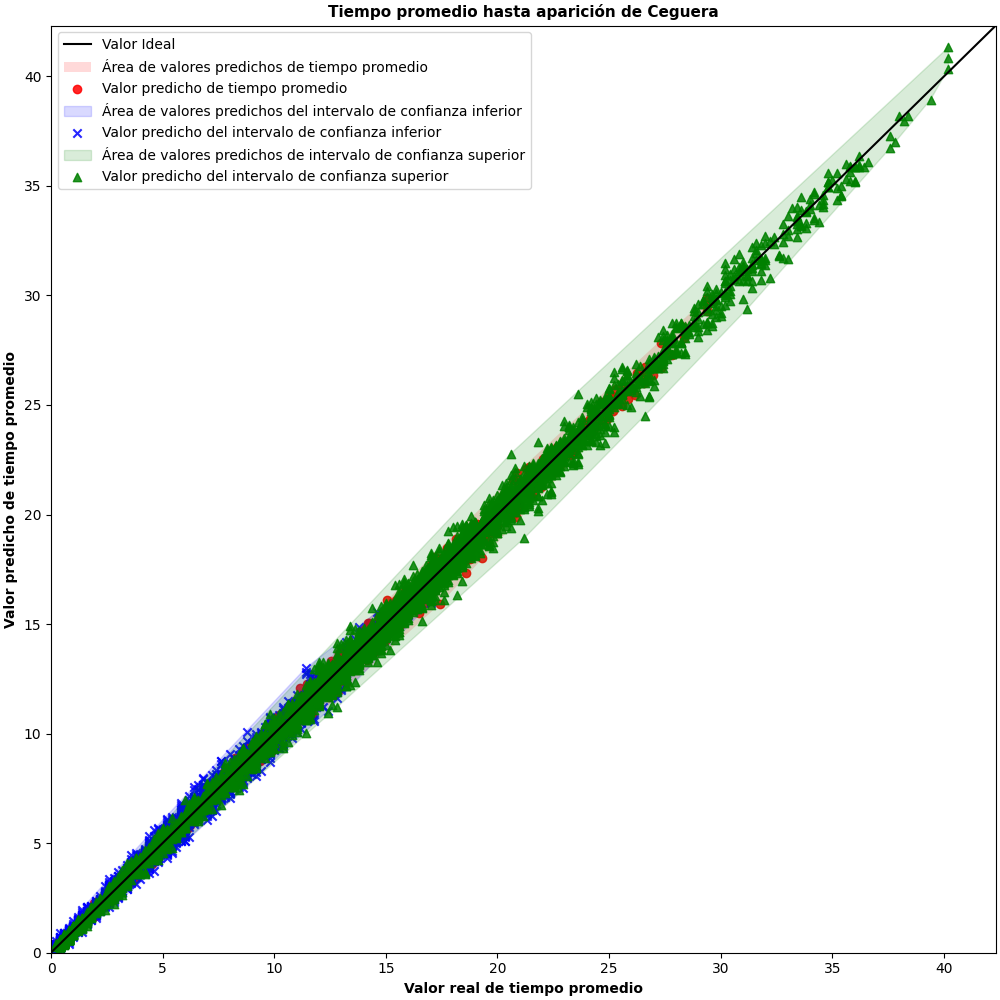 Tiempo promedio hasta aparición de Ceguera
Valor Ideal
Área de valores predichos de tiempo promedio
Valor predicho de tiempo promedio
Área de valores predichos del intervalo de confianza inferior
Valor predicho del intervalo de confianza inferior
Área de valores predichos de intervalo de confianza superior
Valor predicho del intervalo de confianza superior
Valor predicho de tiempo promedio
40
35
30
25
20
15
10
5
0
0 5 10 15 20 25 30 35 40
Valor real de tiempo promedio